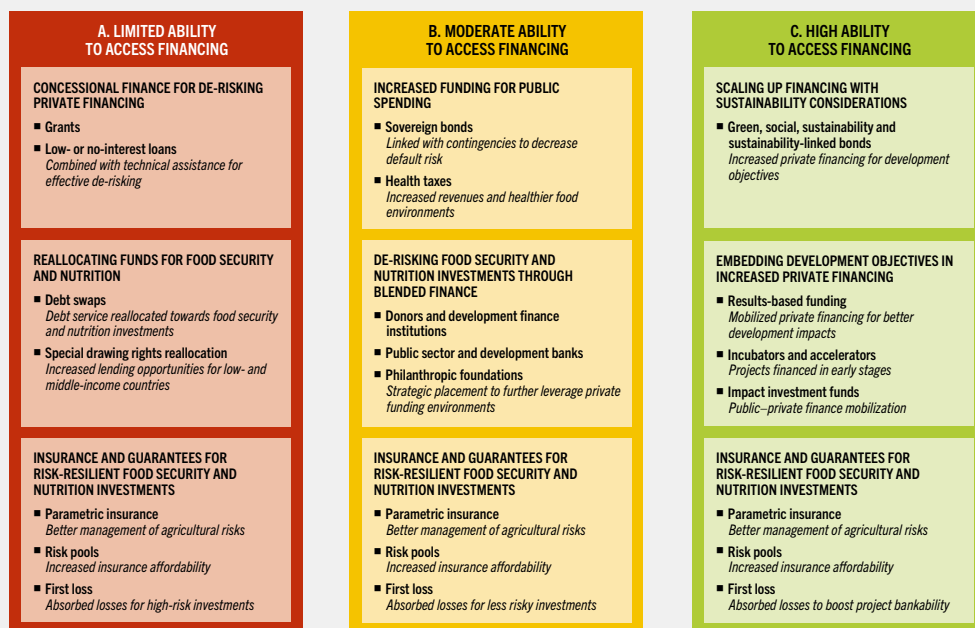 A. LIMITED ABILITY
TO ACCESS FINANCING
CONCESSIONAL FINANCE FOR DE-RISKING
PRIVATE FINANCING
■ Grants
■ Low- or no-interest loans
Combined with technical assistance for
effective de-risking
REALLOCATING FUNDS FOR FOOD SECURITY
AND NUTRITION
■ Debt swaps
Debt service reallocated towards food security
and nutrition investments
■ Special drawing rights reallocation
Increased lending opportunities for low- and
middle-income countries
INSURANCE AND GUARANTEES FOR
RISK-RESILIENT FOOD SECURITY AND
NUTRITION INVESTMENTS
■ Parametric insurance
Better management of agricultural risks
■ Risk pools
Increased insurance affordability
■ First loss
Absorbed losses for high-risk investments
B. MODERATE ABILITY
TO ACCESS FINANCING
INCREASED FUNDING FOR PUBLIC
SPENDING
■ Sovereign bonds
Linked with contingencies to decrease
default risk
■ Health taxes
Increased revenues and healthier food
environments
DE-RISKING FOOD SECURITY AND
NUTRITION INVESTMENTS THROUGH
BLENDED FINANCE
■ Donors and development finance
institutions
■ Public sector and development banks
■ Philanthropic foundations
Strategic placement to further leverage private
funding environments
INSURANCE AND GUARANTEES FOR
RISK-RESILIENT FOOD SECURITY AND
NUTRITION INVESTMENTS
■ Parametric insurance
Better management of agricultural risks
■ Risk pools
Increased insurance affordability
■ First loss
Absorbed losses for less risky investments
C. HIGH ABILITY
TO ACCESS FINANCING
SCALING UP FINANCING WITH
SUSTAINABILITY CONSIDERATIONS
■ Green, social, sustainability and
sustainability-linked bonds
Increased private financing for development
objectives
EMBEDDING DEVELOPMENT OBJECTIVES IN
INCREASED PRIVATE FINANCING
■ Results-based funding
Mobilized private financing for better
development impacts
■ Incubators and accelerators
Projects financed in early stages
■ Impact investment funds
Public–private finance mobilization
INSURANCE AND GUARANTEES FOR
RISK-RESILIENT FOOD SECURITY AND
NUTRITION INVESTMENTS
■ Parametric insurance
Better management of agricultural risks
■ Risk pools
Increased insurance affordability
■ First loss
Absorbed losses to boost project bankability